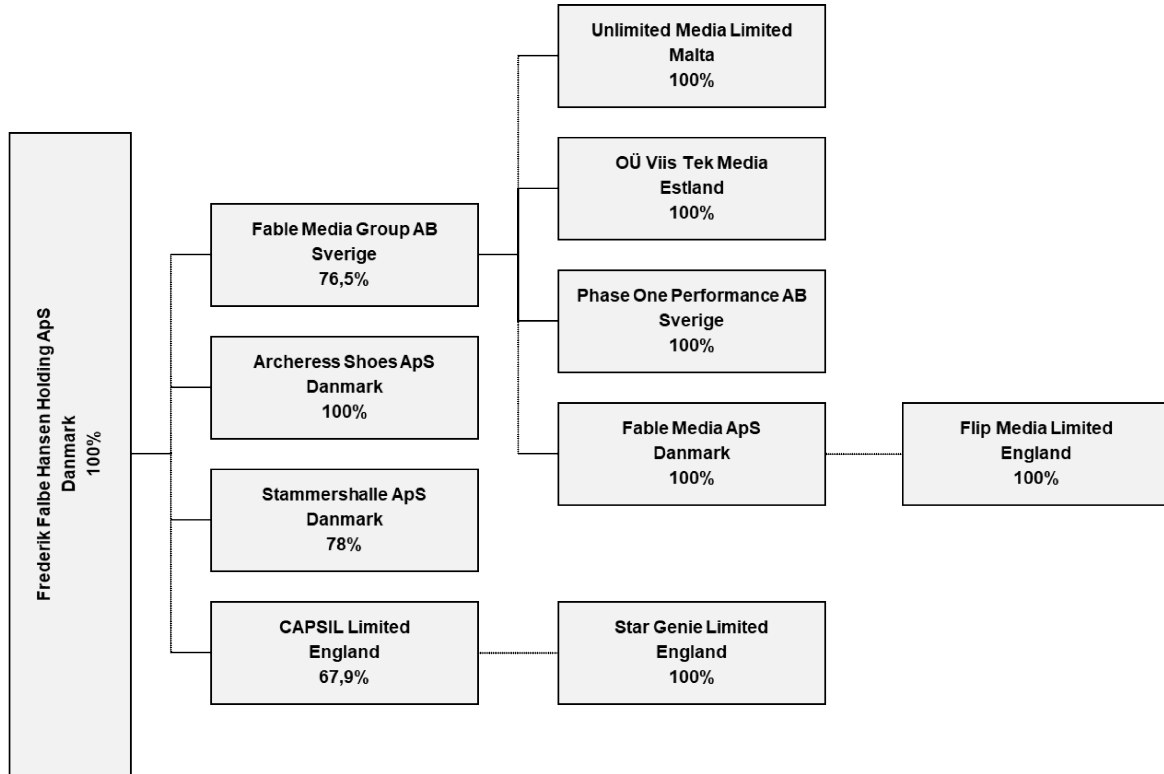 Frederik Falbe Hansen Holding ApS
Danmark
100%
Fable Media Group AB
Sverige
76,5%
Archeress Shoes ApS
Danmark
100%
Stammershalle ApS
Danmark
78%
CAPSIL Limited
England
67,9%
Unlimited Media Limited
Malta
100%
OÜ Viis Tek Media
Estland
100%
Phase One Performance AB
Sverige
100%
Fable Media ApS
Danmark
100%
Star Genie Limited
England
100%
Flip Media Limited
England
100%